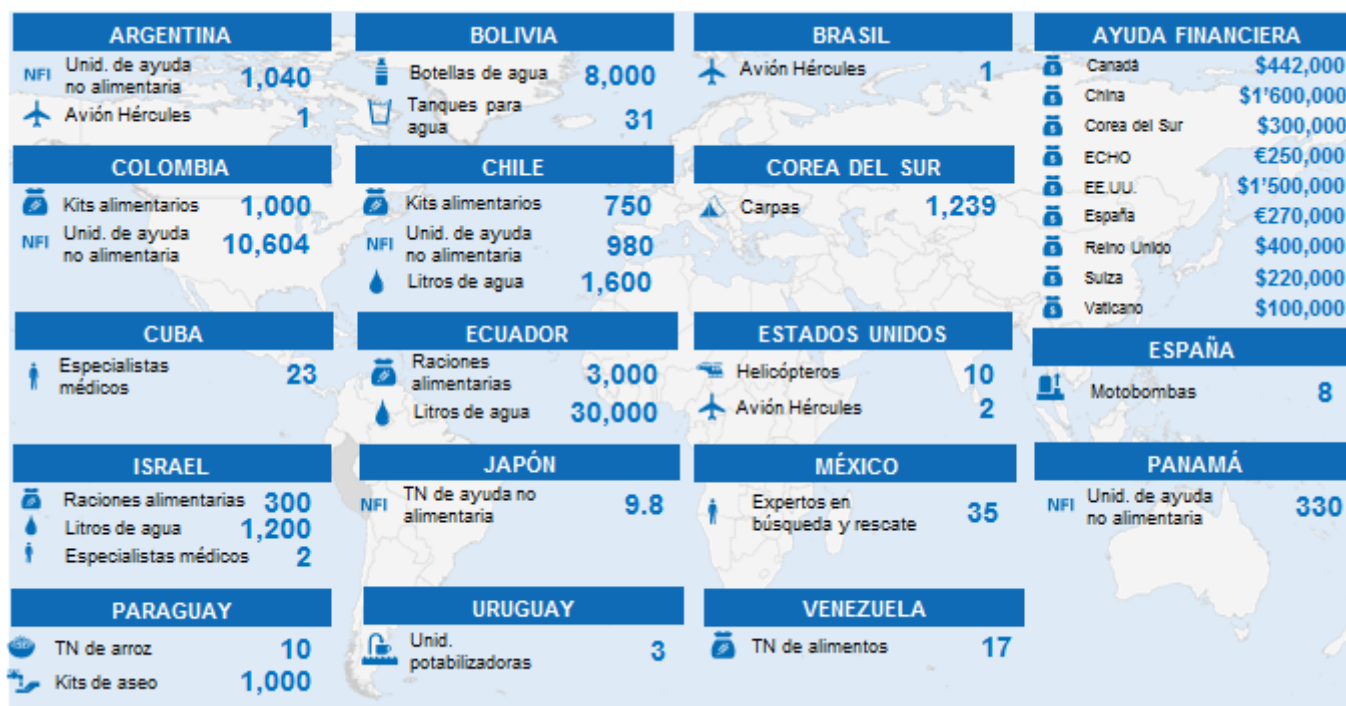 ARGENTINA
NFI Unid. de ayuda
no alimentaria 1,040
Avión Hércules 1
BOLIVIA
Botellas de agua 8,000
Tanques para
agua 31
BRASIL
Avión Hércules 1
AYUDA FINANCIERA
Canadá $442,000
China $1'600,000
Corea del Sur $300,000
ECHO €250,000
EE.UU. $1'500,000
España €270,000
Reino Unido $400,000
Suiza $220,000
Vaticano $100,000
COLOMBIA
Kits alimentarios 1,000
NFI Unid. de ayuda
no alimentaria 10,604
CHILE
Kits alimentarios 750
NFI Unid. de ayuda
no alimentaria 980
Litros de agua 1,600
COREA DEL SUR
Carpas 1,239
CUBA
Especialistas
médicos 23
ECUADOR
Raciones
alimentarias 3,000
Litros de agua 30,000
ESTADOS UNIDOS
Helicópteros 10
Avión Hércules 2
ESPAÑA
Motobombas 8
ISRAEL
Raciones alimentarias 300
Litros de agua 1,200
Especialistas médicos 2
JAPÓN
NFI TN de ayuda no
alimentaria 9.8
MÉXICO
Expertos en
búsqueda y rescate 35
PANAMÁ
NFI Unid. de ayuda
no alimentaria 330
PARAGUAY
TN de arroz 10
Kits de aseo 1,000
URUGUAY
Unid.
potabilizadoras 3
VENEZUELA
TN de alimentos 17